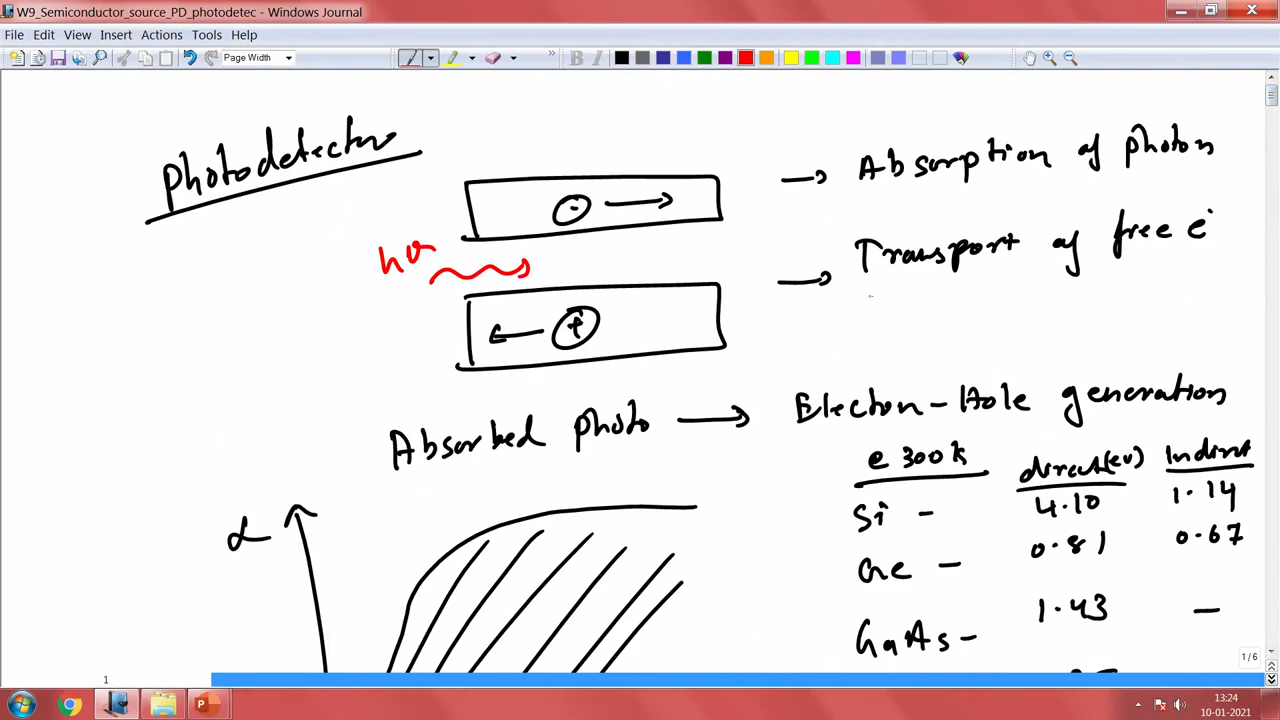 W9_Semiconductor_source_PD_photodetec - Windows Journal
File Edit View Insert Actions Tools Help
Page Width
B I
Photodetector
Absorption of photon
Transport of free e-
hν
Absorbed photo → Electon-Hole generation
e 300k direct(ev) Indirect
Si - 4.10 1.14
Ge - 0.81 0.67
GaAs - 1.43 -
α
1/6
1
13:24
10-01-2021